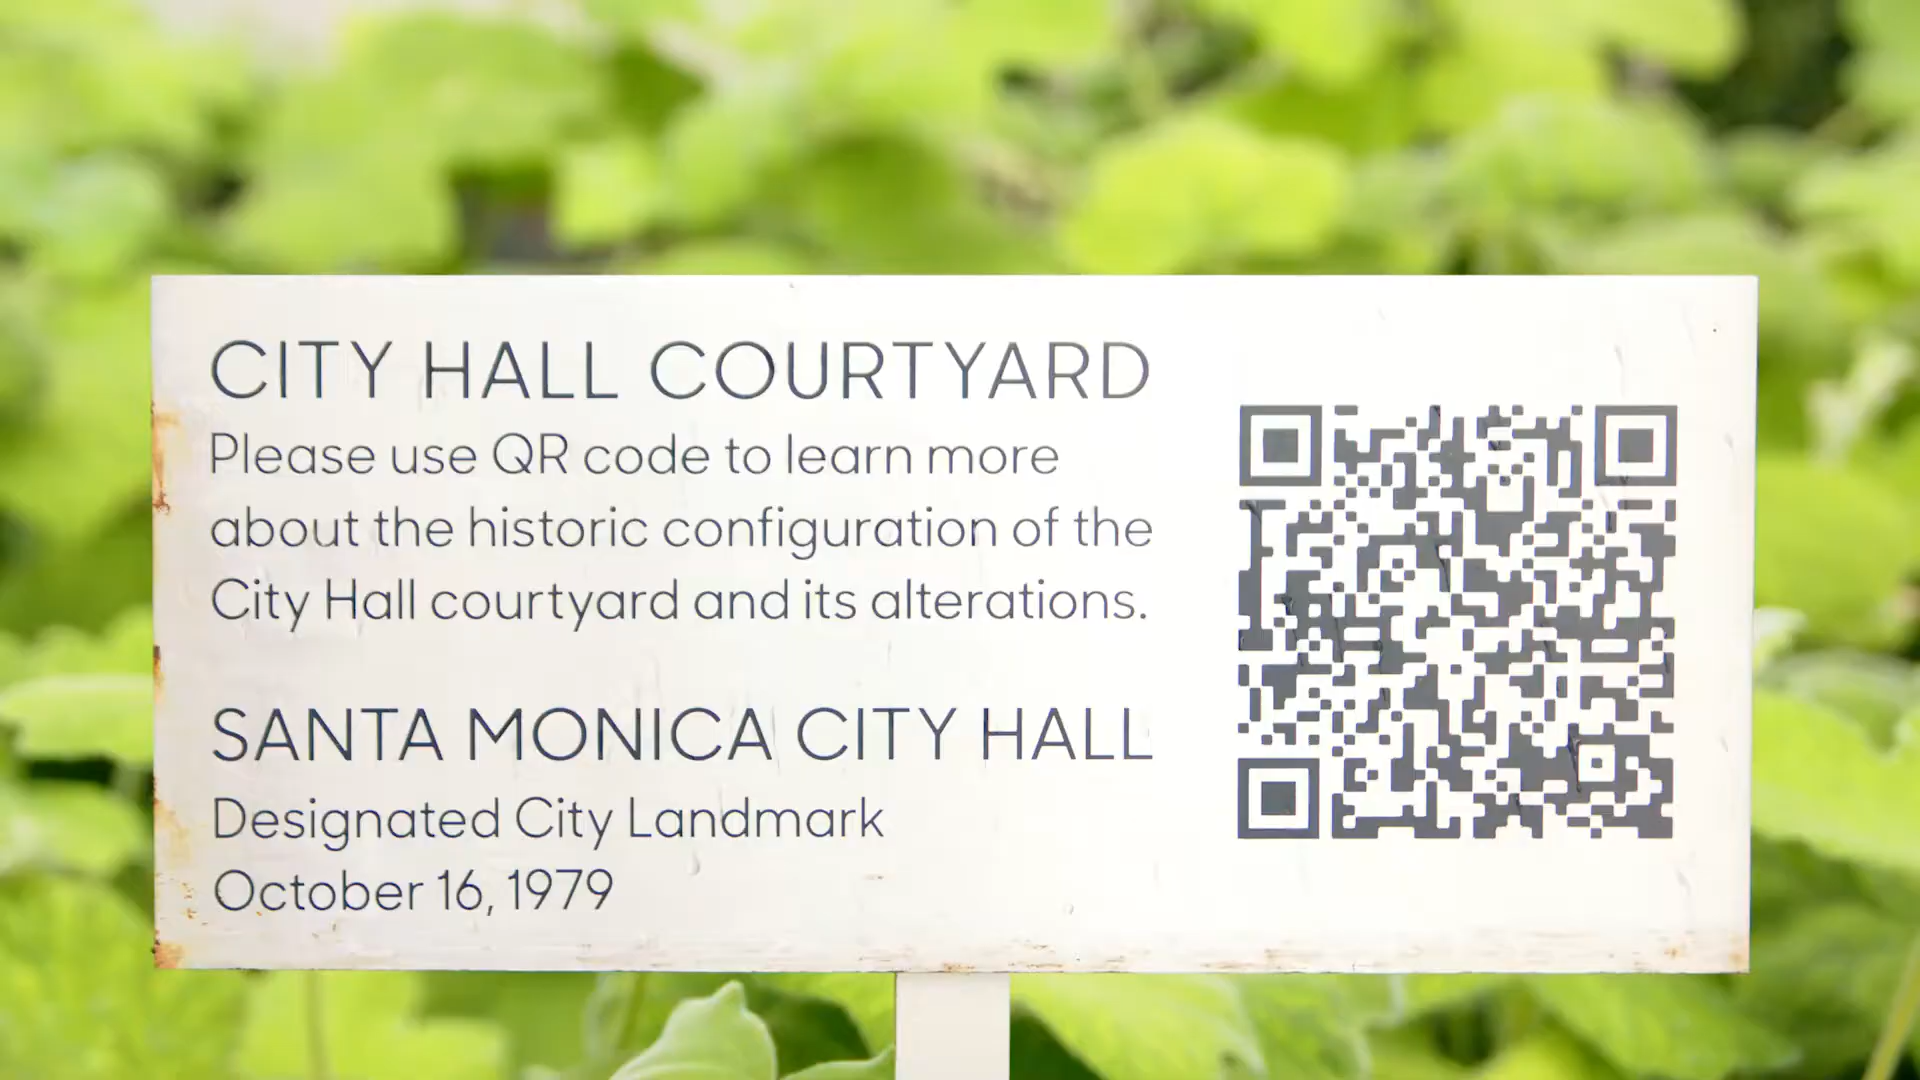 CITY HALL COURTYARD
Please use QR code to learn more
about the historic configuration of the
City Hall courtyard and its alterations.
SANTA MONICA CITY HALL
Designated City Landmark
October 16, 1979